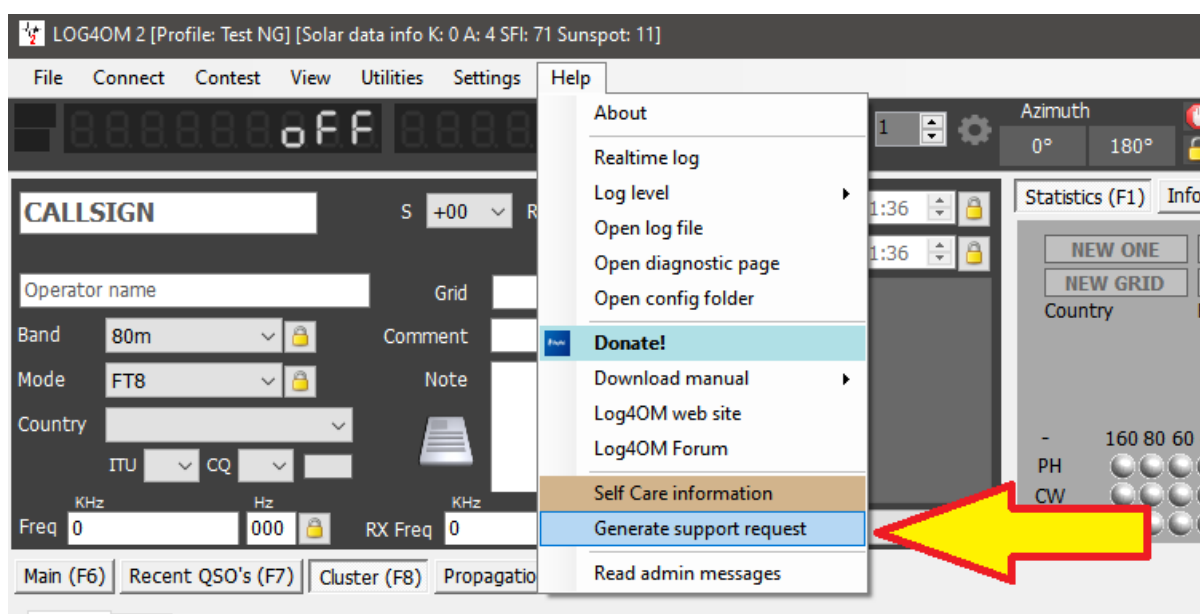 LOG4OM 2 [Profile: Test NG] [Solar data info K: 0 A: 4 SFI: 71 Sunspot: 11]
File Connect Contest View Utilities Settings Help
oFF
1
Azimuth
0° 180°
About
Realtime log
Log level
Open log file
Open diagnostic page
Open config folder
Donate!
Download manual
Log4OM web site
Log4OM Forum
Self Care information
Generate support request
Read admin messages
CALLSIGN
S +00 R
1:36
1:36
Operator name
Grid
Band 80m
Comment
Mode FT8
Note
Country
ITU CQ
KHz Hz KHz
Freq 0 000 RX Freq 0
Statistics (F1) Info
NEW ONE
NEW GRID
Country
- 160 80 60
PH
CW
Main (F6) Recent QSO's (F7) Cluster (F8) Propagatio